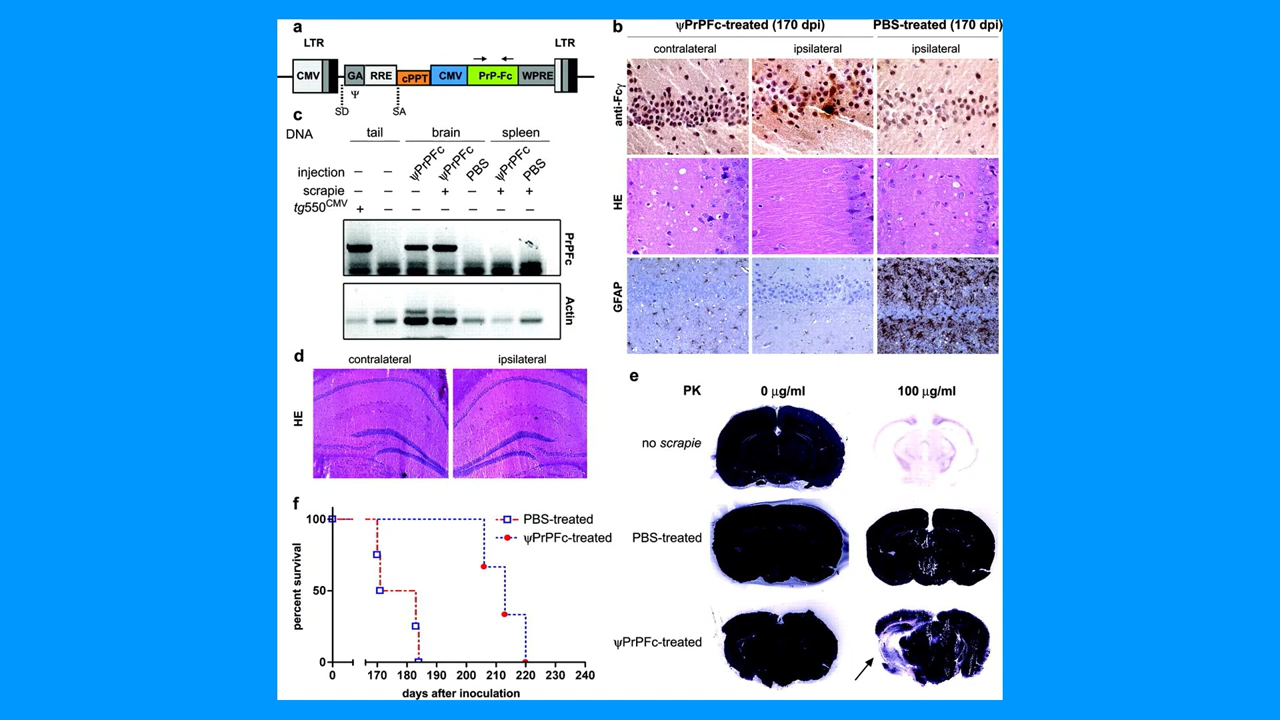 a
LTR
LTR
CMV
GA
RRE
cPPT
CMV
PrP-Fc
WPRE
Ψ
SD
SA
b
ψPrPFc-treated (170 dpi)
PBS-treated (170 dpi)
contralateral
ipsilateral
ipsilateral
anti-Fcγ
HE
GFAP
c
DNA
tail
brain
spleen
injection – – ψPrPFc ψPrPFc PBS ψPrPFc PBS
scrapie – – – + – + +
tg550CMV + – – – – – –
PrPFc
Actin
d
contralateral
ipsilateral
HE
e
PK
0 μg/ml
100 μg/ml
no scrapie
PBS-treated
ψPrPFc-treated
f
PBS-treated
ψPrPFc-treated
percent survival
100
50
0
0 170 180 190 200 210 220 230 240
days after inoculation